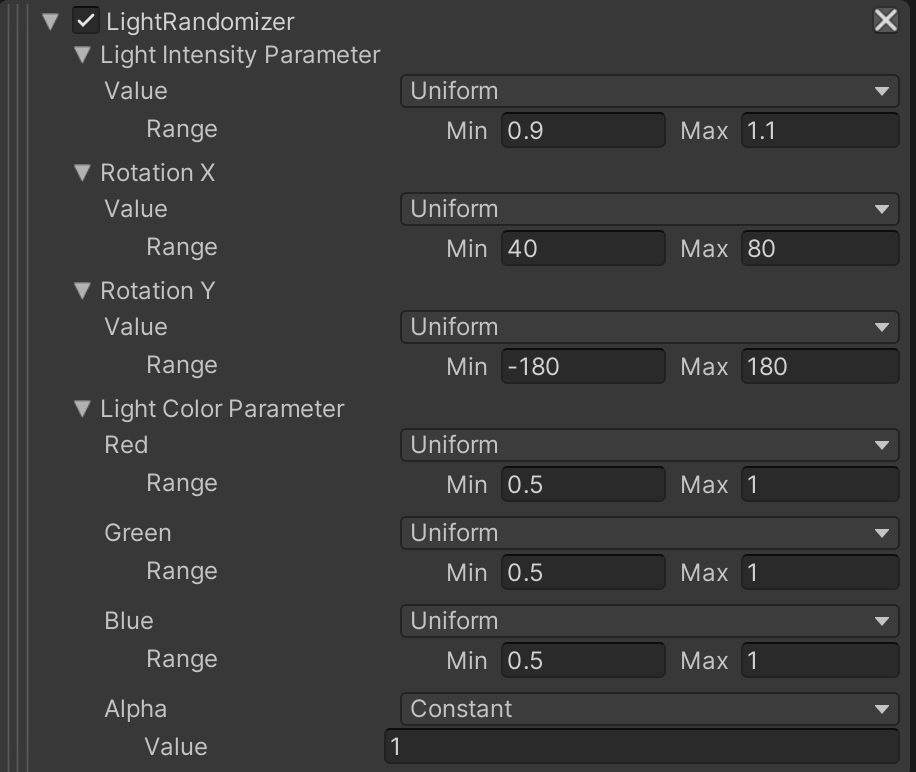 LightRandomizer
Light Intensity Parameter
Value Uniform
Range Min 0.9 Max 1.1
Rotation X
Value Uniform
Range Min 40 Max 80
Rotation Y
Value Uniform
Range Min -180 Max 180
Light Color Parameter
Red Uniform
Range Min 0.5 Max 1
Green Uniform
Range Min 0.5 Max 1
Blue Uniform
Range Min 0.5 Max 1
Alpha Constant
Value 1